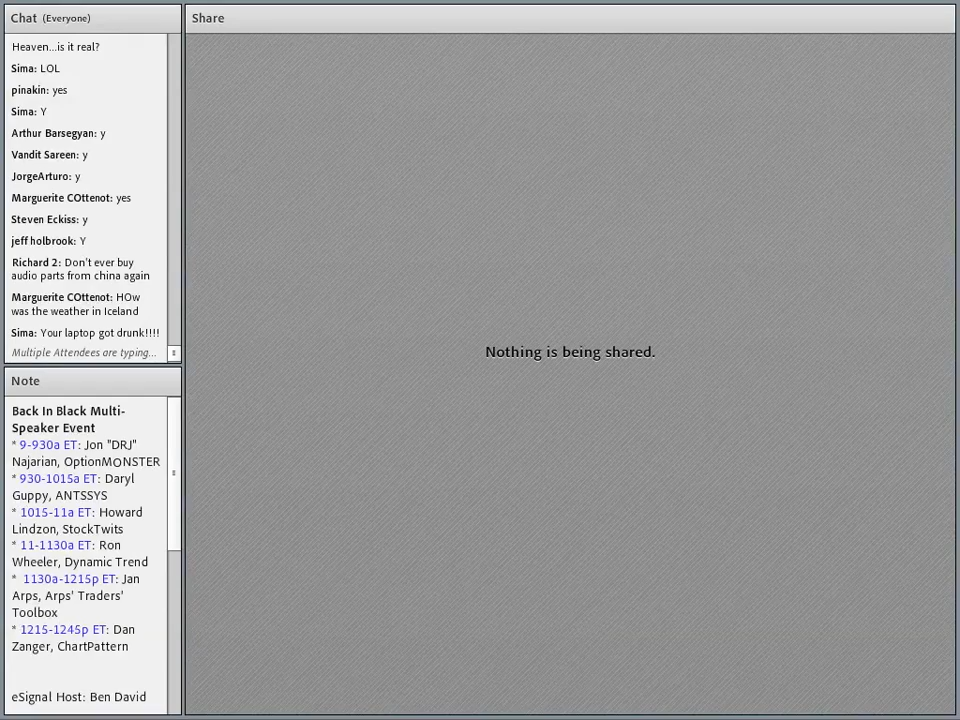 Chat (Everyone)
Heaven...is it real?
Sima: LOL
pinakin: yes
Sima: Y
Arthur Barsegyan: y
Vandit Sareen: y
JorgeArturo: y
Marguerite COttenot: yes
Steven Eckiss: y
jeff holbrook: Y
Richard 2: Don't ever buy
audio parts from china again
Marguerite COttenot: HOw
was the weather in Iceland
Sima: Your laptop got drunk!!!!
Multiple Attendees are typing...
Note
Back In Black Multi-
Speaker Event
* 9-930a ET: Jon "DRJ"
Najarian, OptionMONSTER
* 930-1015a ET: Daryl
Guppy, ANTSSYS
* 1015-11a ET: Howard
Lindzon, StockTwits
* 11-1130a ET: Ron
Wheeler, Dynamic Trend
* 1130a-1215p ET: Jan
Arps, Arps' Traders'
Toolbox
* 1215-1245p ET: Dan
Zanger, ChartPattern
eSignal Host: Ben David
Share
Nothing is being shared.